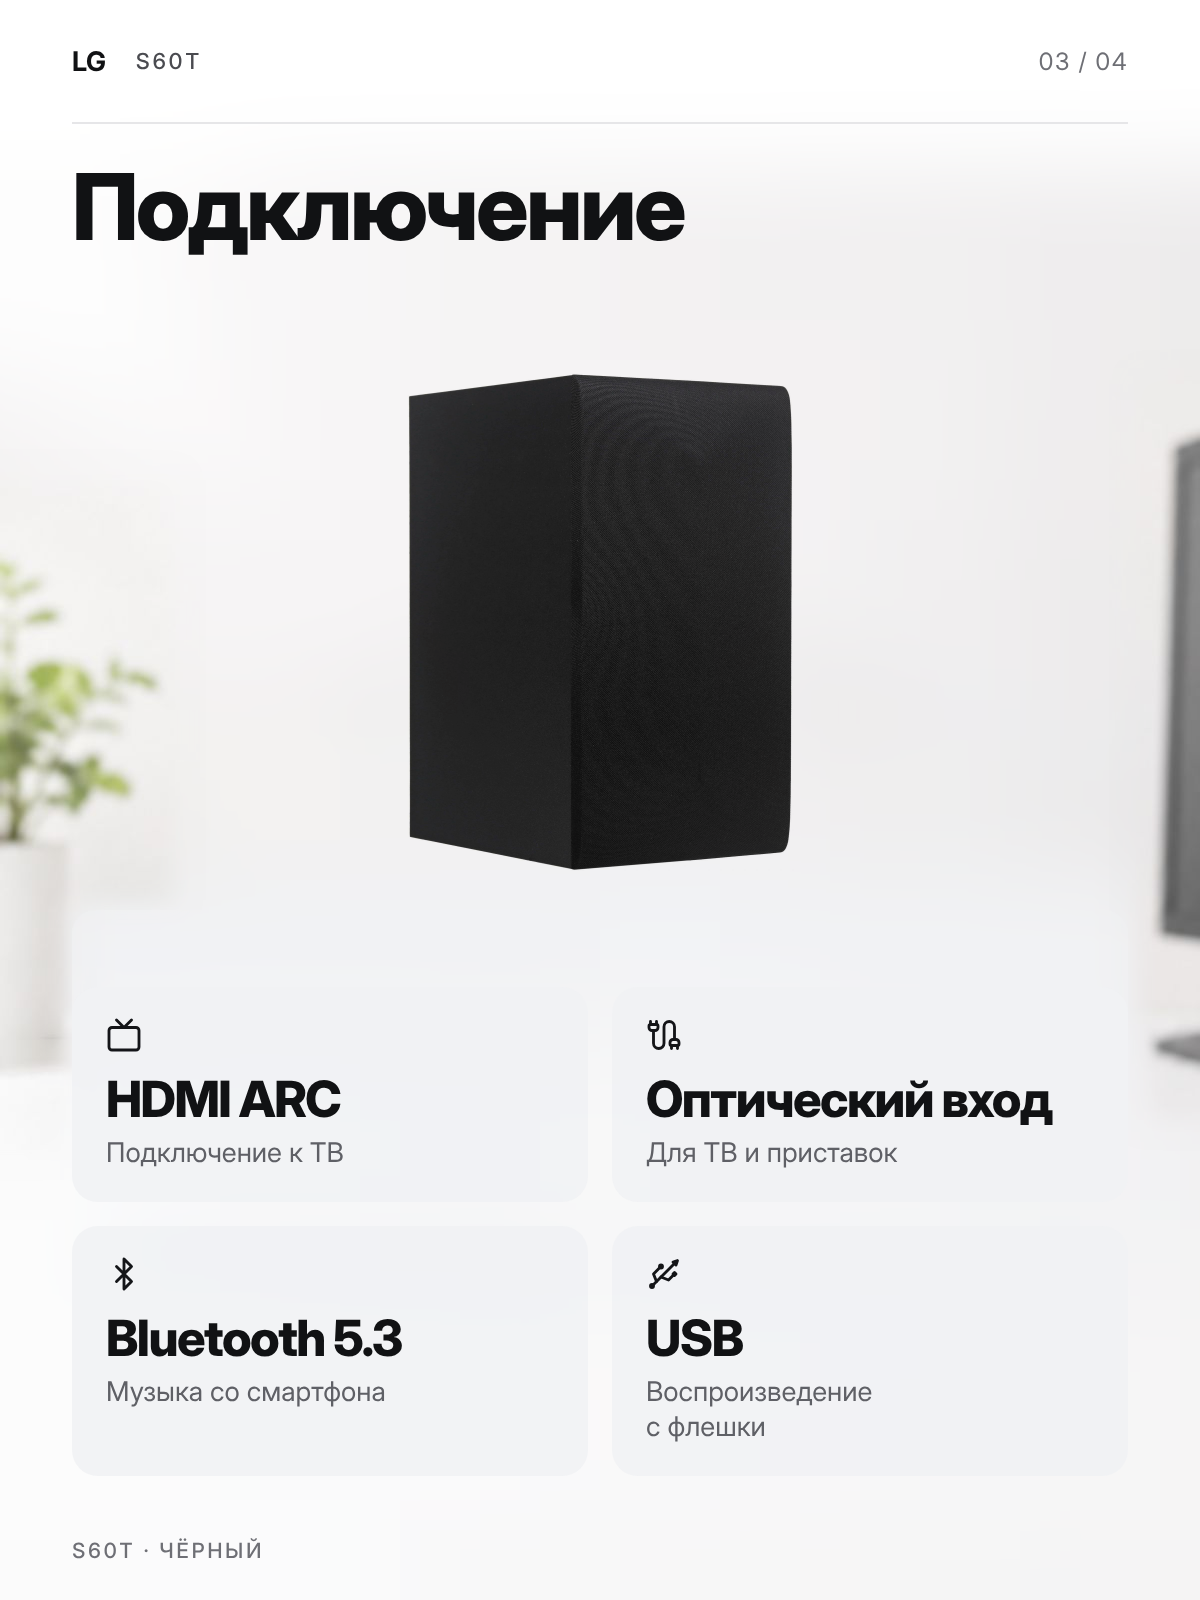 LG S60T 03 / 04
Подключение
HDMI ARC
Подключение к ТВ
Оптический вход
Для ТВ и приставок
Bluetooth 5.3
Музыка со смартфона
USB
Воспроизведение
с флешки
S60T · ЧЁРНЫЙ